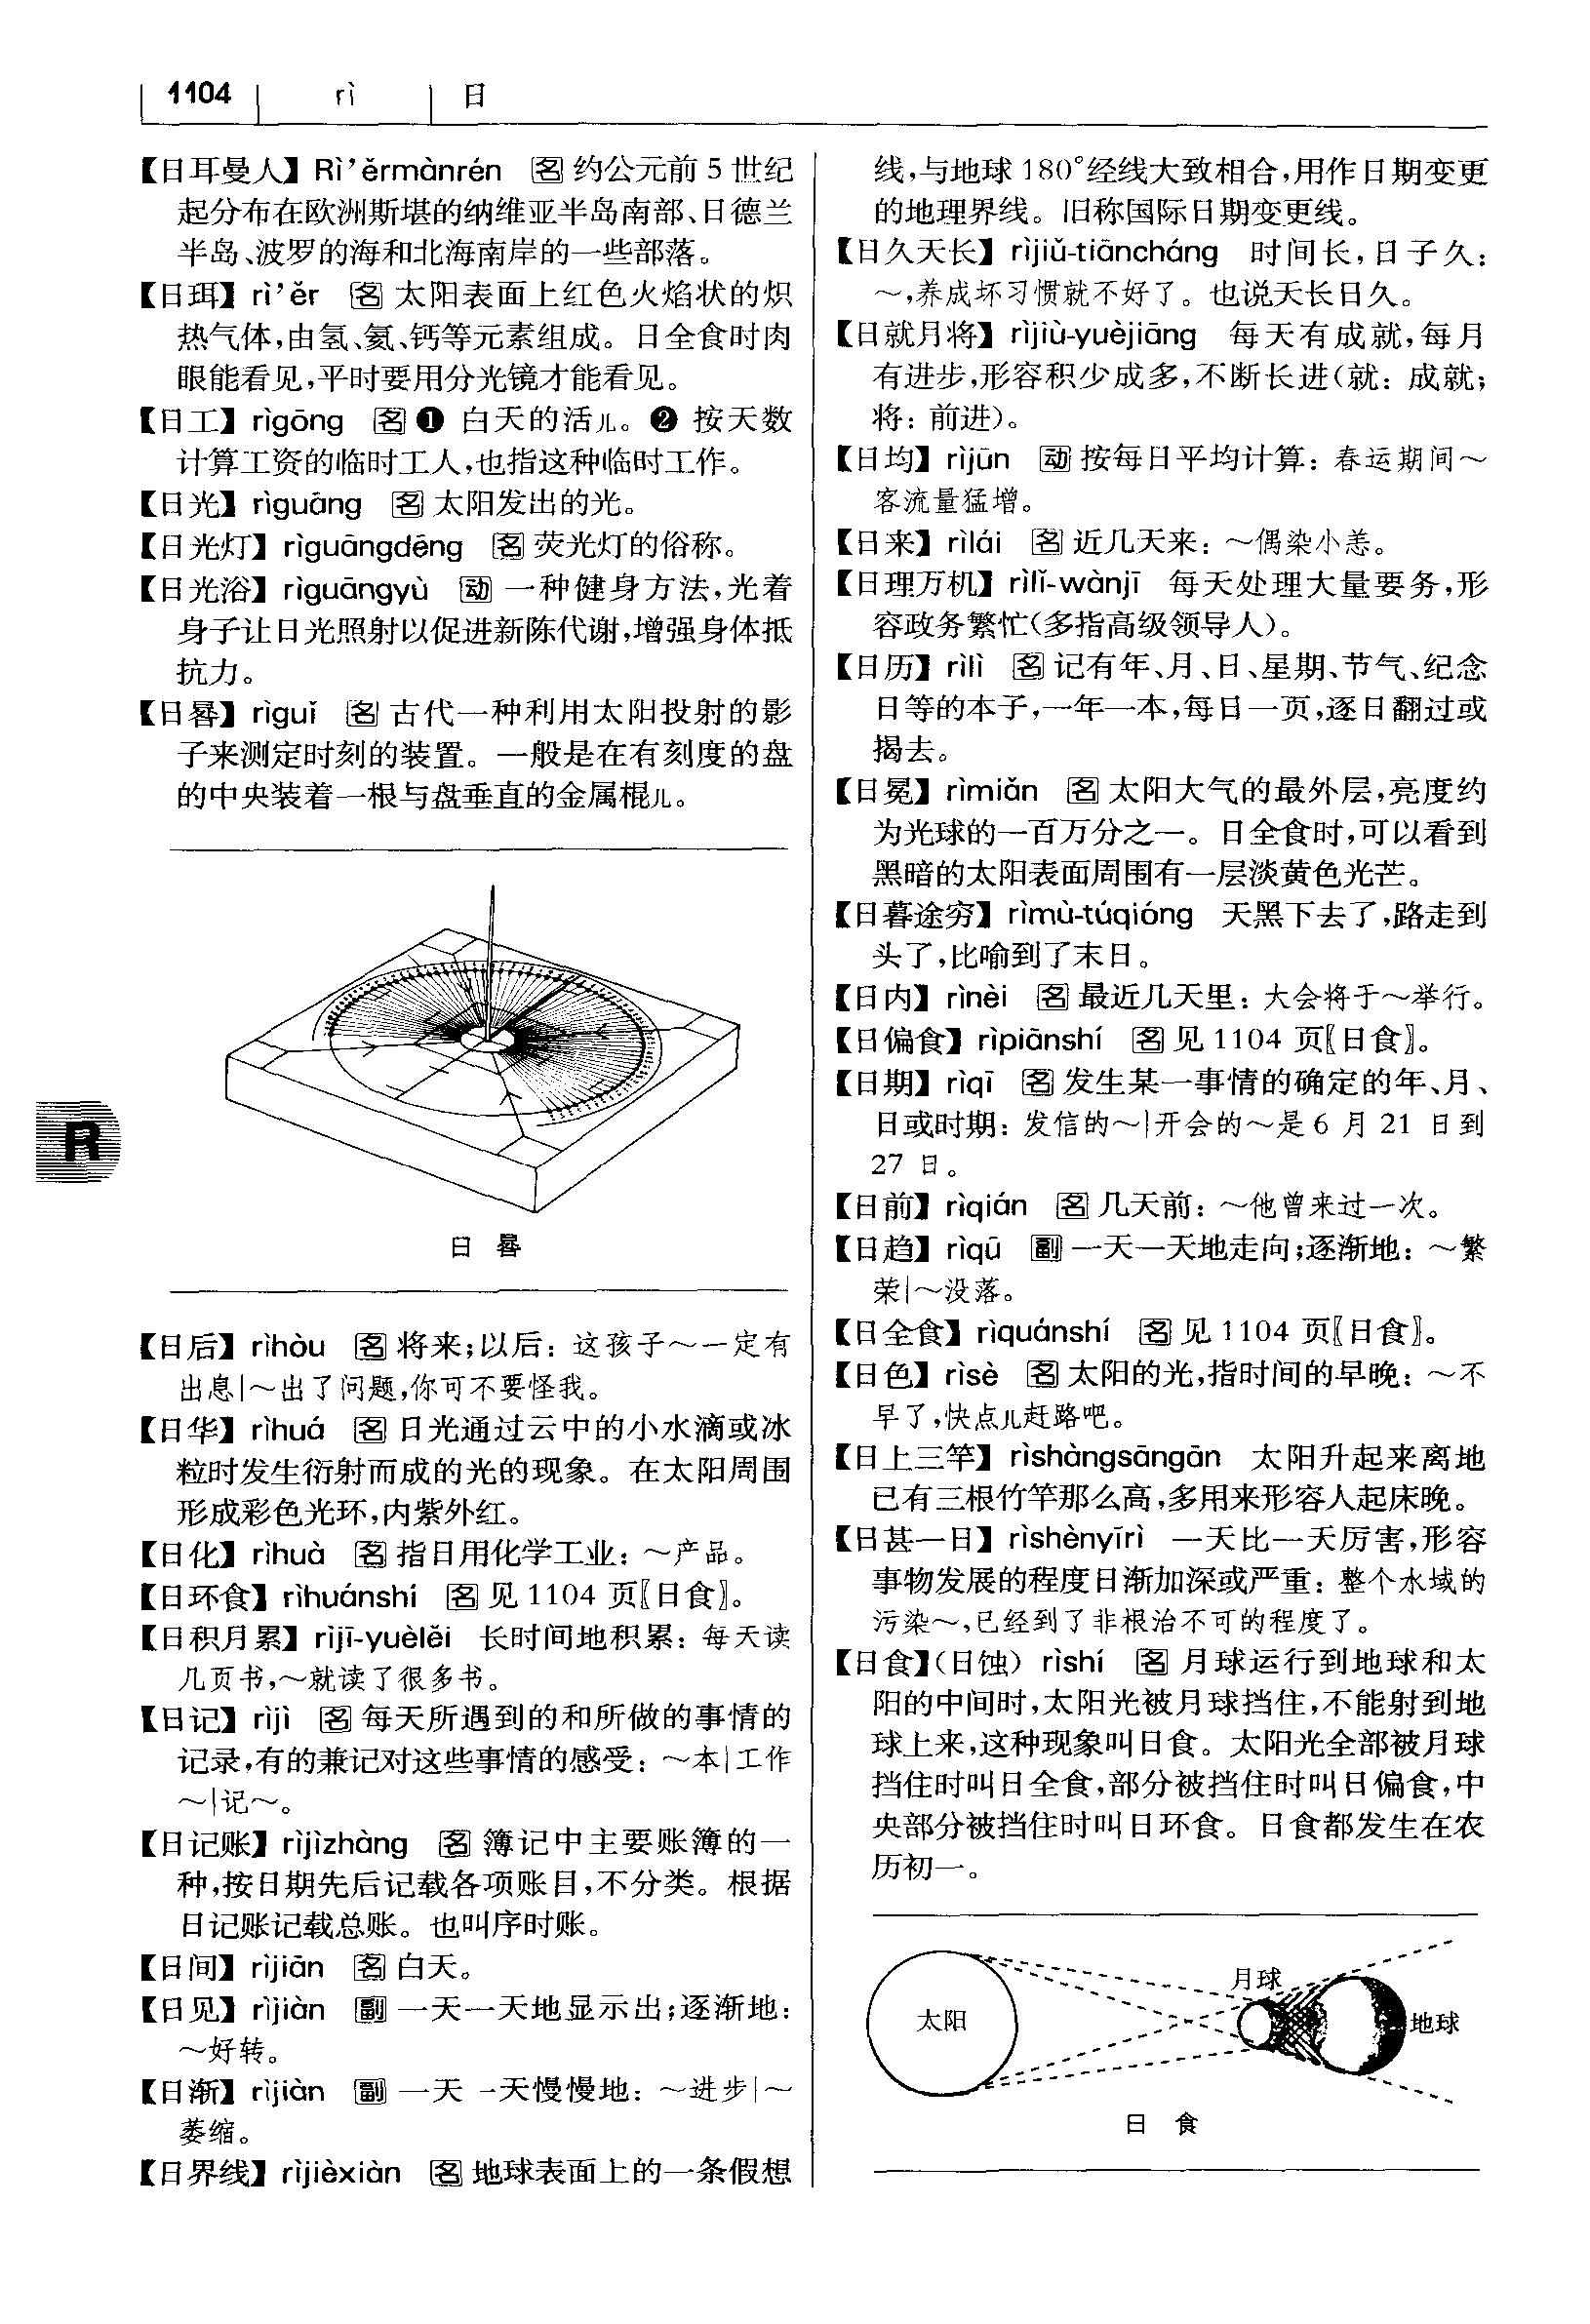 1104 rì 日
【日耳曼人】Rì’ěrmànrén 名 约公元前5世纪
起分布在欧洲斯堪的纳维亚半岛南部、日德兰
半岛、波罗的海和北海南岸的一些部落。
【日珥】rì’ěr 名 太阳表面上红色火焰状的炽
热气体,由氢、氦、钙等元素组成。日全食时肉
眼能看见,平时要用分光镜才能看见。
【日工】rìgōng 名 ❶ 白天的活儿。❷ 按天数
计算工资的临时工人,也指这种临时工作。
【日光】rìguāng 名 太阳发出的光。
【日光灯】rìguāngdēng 名 荧光灯的俗称。
【日光浴】rìguāngyù 动 一种健身方法,光着
身子让日光照射以促进新陈代谢,增强身体抵
抗力。
【日晷】rìguǐ 名 古代一种利用太阳投射的影
子来测定时刻的装置。一般是在有刻度的盘
的中央装着一根与盘垂直的金属棍儿。
日 晷
R
【日后】rìhòu 名 将来;以后:这孩子～一定有
出息|～出了问题,你可不要怪我。
【日华】rìhuá 名 日光通过云中的小水滴或冰
粒时发生衍射而成的光的现象。在太阳周围
形成彩色光环,内紫外红。
【日化】rìhuà 名 指日用化学工业:～产品。
【日环食】rìhuánshí 名 见1104页〖日食〗。
【日积月累】rìjī-yuèlěi 长时间地积累:每天读
几页书,～就读了很多书。
【日记】rìjì 名 每天所遇到的和所做的事情的
记录,有的兼记对这些事情的感受:～本|工作
～|记～。
【日记账】rìjìzhàng 名 簿记中主要账簿的一
种,按日期先后记载各项账目,不分类。根据
日记账记载总账。也叫序时账。
【日间】rìjiān 名 白天。
【日见】rìjiàn 副 一天一天地显示出;逐渐地:
～好转。
【日渐】rìjiàn 副 一天一天慢慢地:～进步|～
萎缩。
【日界线】rìjièxiàn 名 地球表面上的一条假想
线,与地球180°经线大致相合,用作日期变更
的地理界线。旧称国际日期变更线。
【日久天长】rìjiǔ-tiāncháng 时间长,日子久:
～,养成坏习惯就不好了。也说天长日久。
【日就月将】rìjiù-yuèjiāng 每天有成就,每月
有进步,形容积少成多,不断长进(就:成就;
将:前进)。
【日均】rìjūn 动 按每日平均计算:春运期间～
客流量猛增。
【日来】rìlái 名 近几天来:～偶染小恙。
【日理万机】rìlǐ-wànjī 每天处理大量要务,形
容政务繁忙(多指高级领导人)。
【日历】rìlì 名 记有年、月、日、星期、节气、纪念
日等的本子,一年一本,每日一页,逐日翻过或
揭去。
【日冕】rìmiǎn 名 太阳大气的最外层,亮度约
为光球的一百万分之一。日全食时,可以看到
黑暗的太阳表面周围有一层淡黄色光芒。
【日暮途穷】rìmù-túqióng 天黑下去了,路走到
头了,比喻到了末日。
【日内】rìnèi 名 最近几天里:大会将于～举行。
【日偏食】rìpiānshí 名 见1104页〖日食〗。
【日期】rìqī 名 发生某一事情的确定的年、月、
日或时期:发信的～|开会的～是6月21日到
27日。
【日前】rìqián 名 几天前:～他曾来过一次。
【日趋】rìqū 副 一天一天地走向;逐渐地:～繁
荣|～没落。
【日全食】rìquánshí 名 见1104页〖日食〗。
【日色】rìsè 名 太阳的光,指时间的早晚:～不
早了,快点儿赶路吧。
【日上三竿】rìshàngsāngān 太阳升起来离地
已有三根竹竿那么高,多用来形容人起床晚。
【日甚一日】rìshènyīrì 一天比一天厉害,形容
事物发展的程度日渐加深或严重:整个水域的
污染～,已经到了非根治不可的程度了。
【日食】(日蚀)rìshí 名 月球运行到地球和太
阳的中间时,太阳光被月球挡住,不能射到地
球上来,这种现象叫日食。太阳光全部被月球
挡住时叫日全食,部分被挡住时叫日偏食,中
央部分被挡住时叫日环食。日食都发生在农
历初一。
月球
太阳
地球
日 食